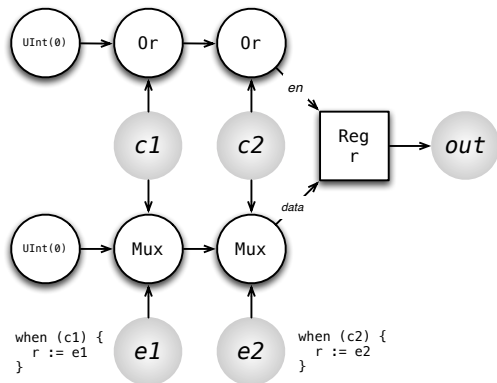 UInt(0)
Or
Or
en
c1
c2
Reg
r
out
data
UInt(0)
Mux
Mux
when (c1) {
r := e1
}
e1
e2
when (c2) {
r := e2
}